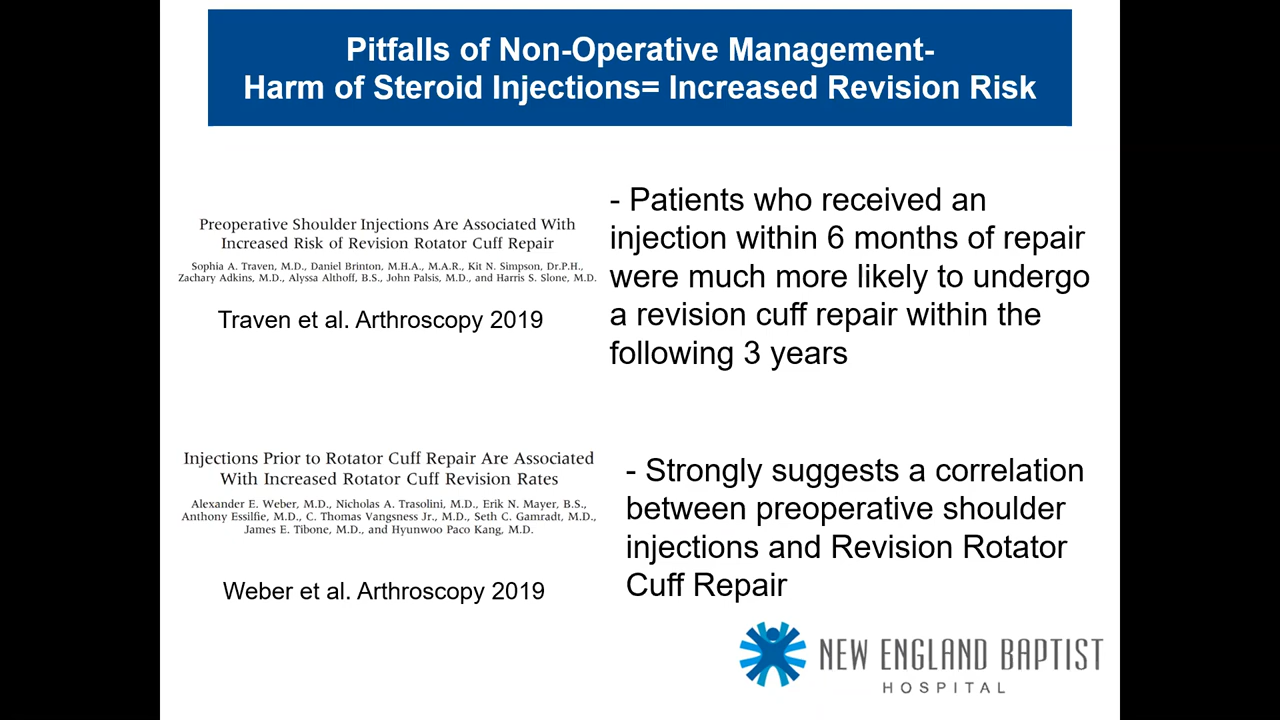 Pitfalls of Non-Operative Management-
Harm of Steroid Injections= Increased Revision Risk
Preoperative Shoulder Injections Are Associated With
Increased Risk of Revision Rotator Cuff Repair
Sophia A. Traven, M.D., Daniel Brinton, M.H.A., M.A.R., Kit N. Simpson, Dr.P.H.,
Zachary Adkins, M.D., Alyssa Althoff, B.S., John Palsis, M.D., and Harris S. Slone, M.D.
Traven et al. Arthroscopy 2019
- Patients who received an
injection within 6 months of repair
were much more likely to undergo
a revision cuff repair within the
following 3 years
Injections Prior to Rotator Cuff Repair Are Associated
With Increased Rotator Cuff Revision Rates
Alexander E. Weber, M.D., Nicholas A. Trasolini, M.D., Erik N. Mayer, B.S.,
Anthony Essilfie, M.D., C. Thomas Vangsness Jr., M.D., Seth C. Gamradt, M.D.,
James E. Tibone, M.D., and Hyunwoo Paco Kang, M.D.
Weber et al. Arthroscopy 2019
- Strongly suggests a correlation
between preoperative shoulder
injections and Revision Rotator
Cuff Repair
NEW ENGLAND BAPTIST
HOSPITAL